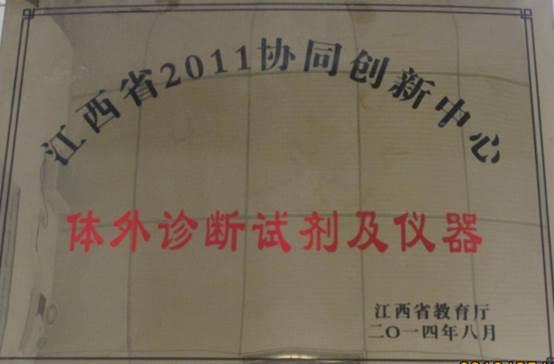 江西省2011协同创新中心
体外诊断试剂及仪器
江西省教育厅
二〇一四年八月